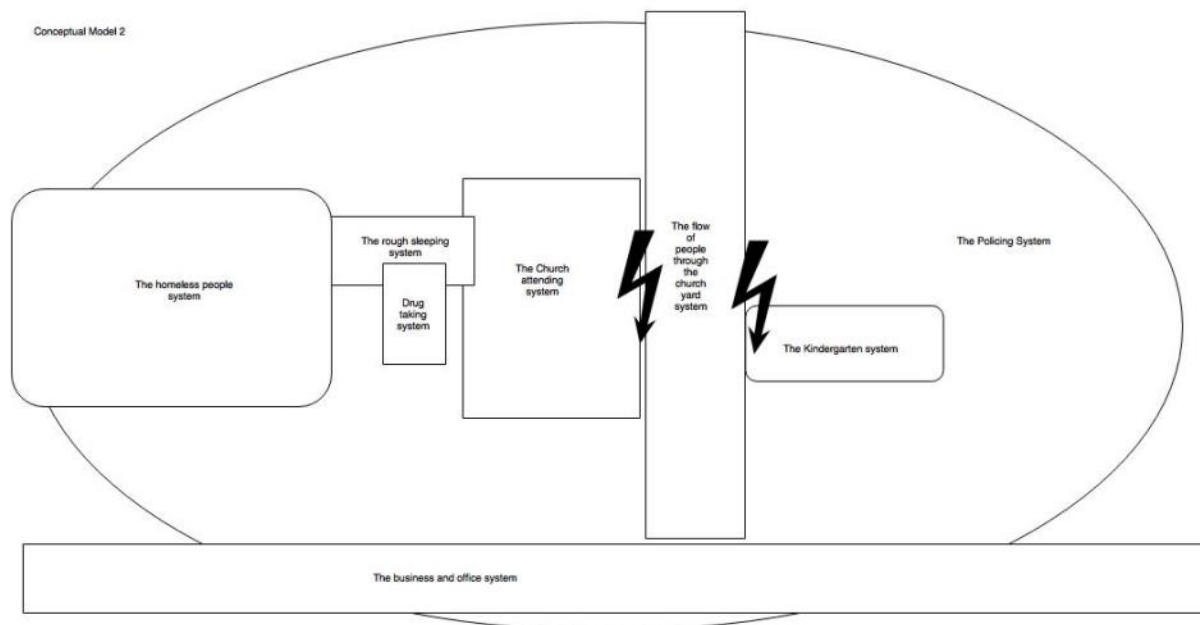 Conceptual Model 2
The homeless people
system
The rough sleeping
system
Drug
taking
system
The Church
attending
system
The flow
of
people
through
the
church
yard
system
The Policing System
The Kindergarten system
The business and office system